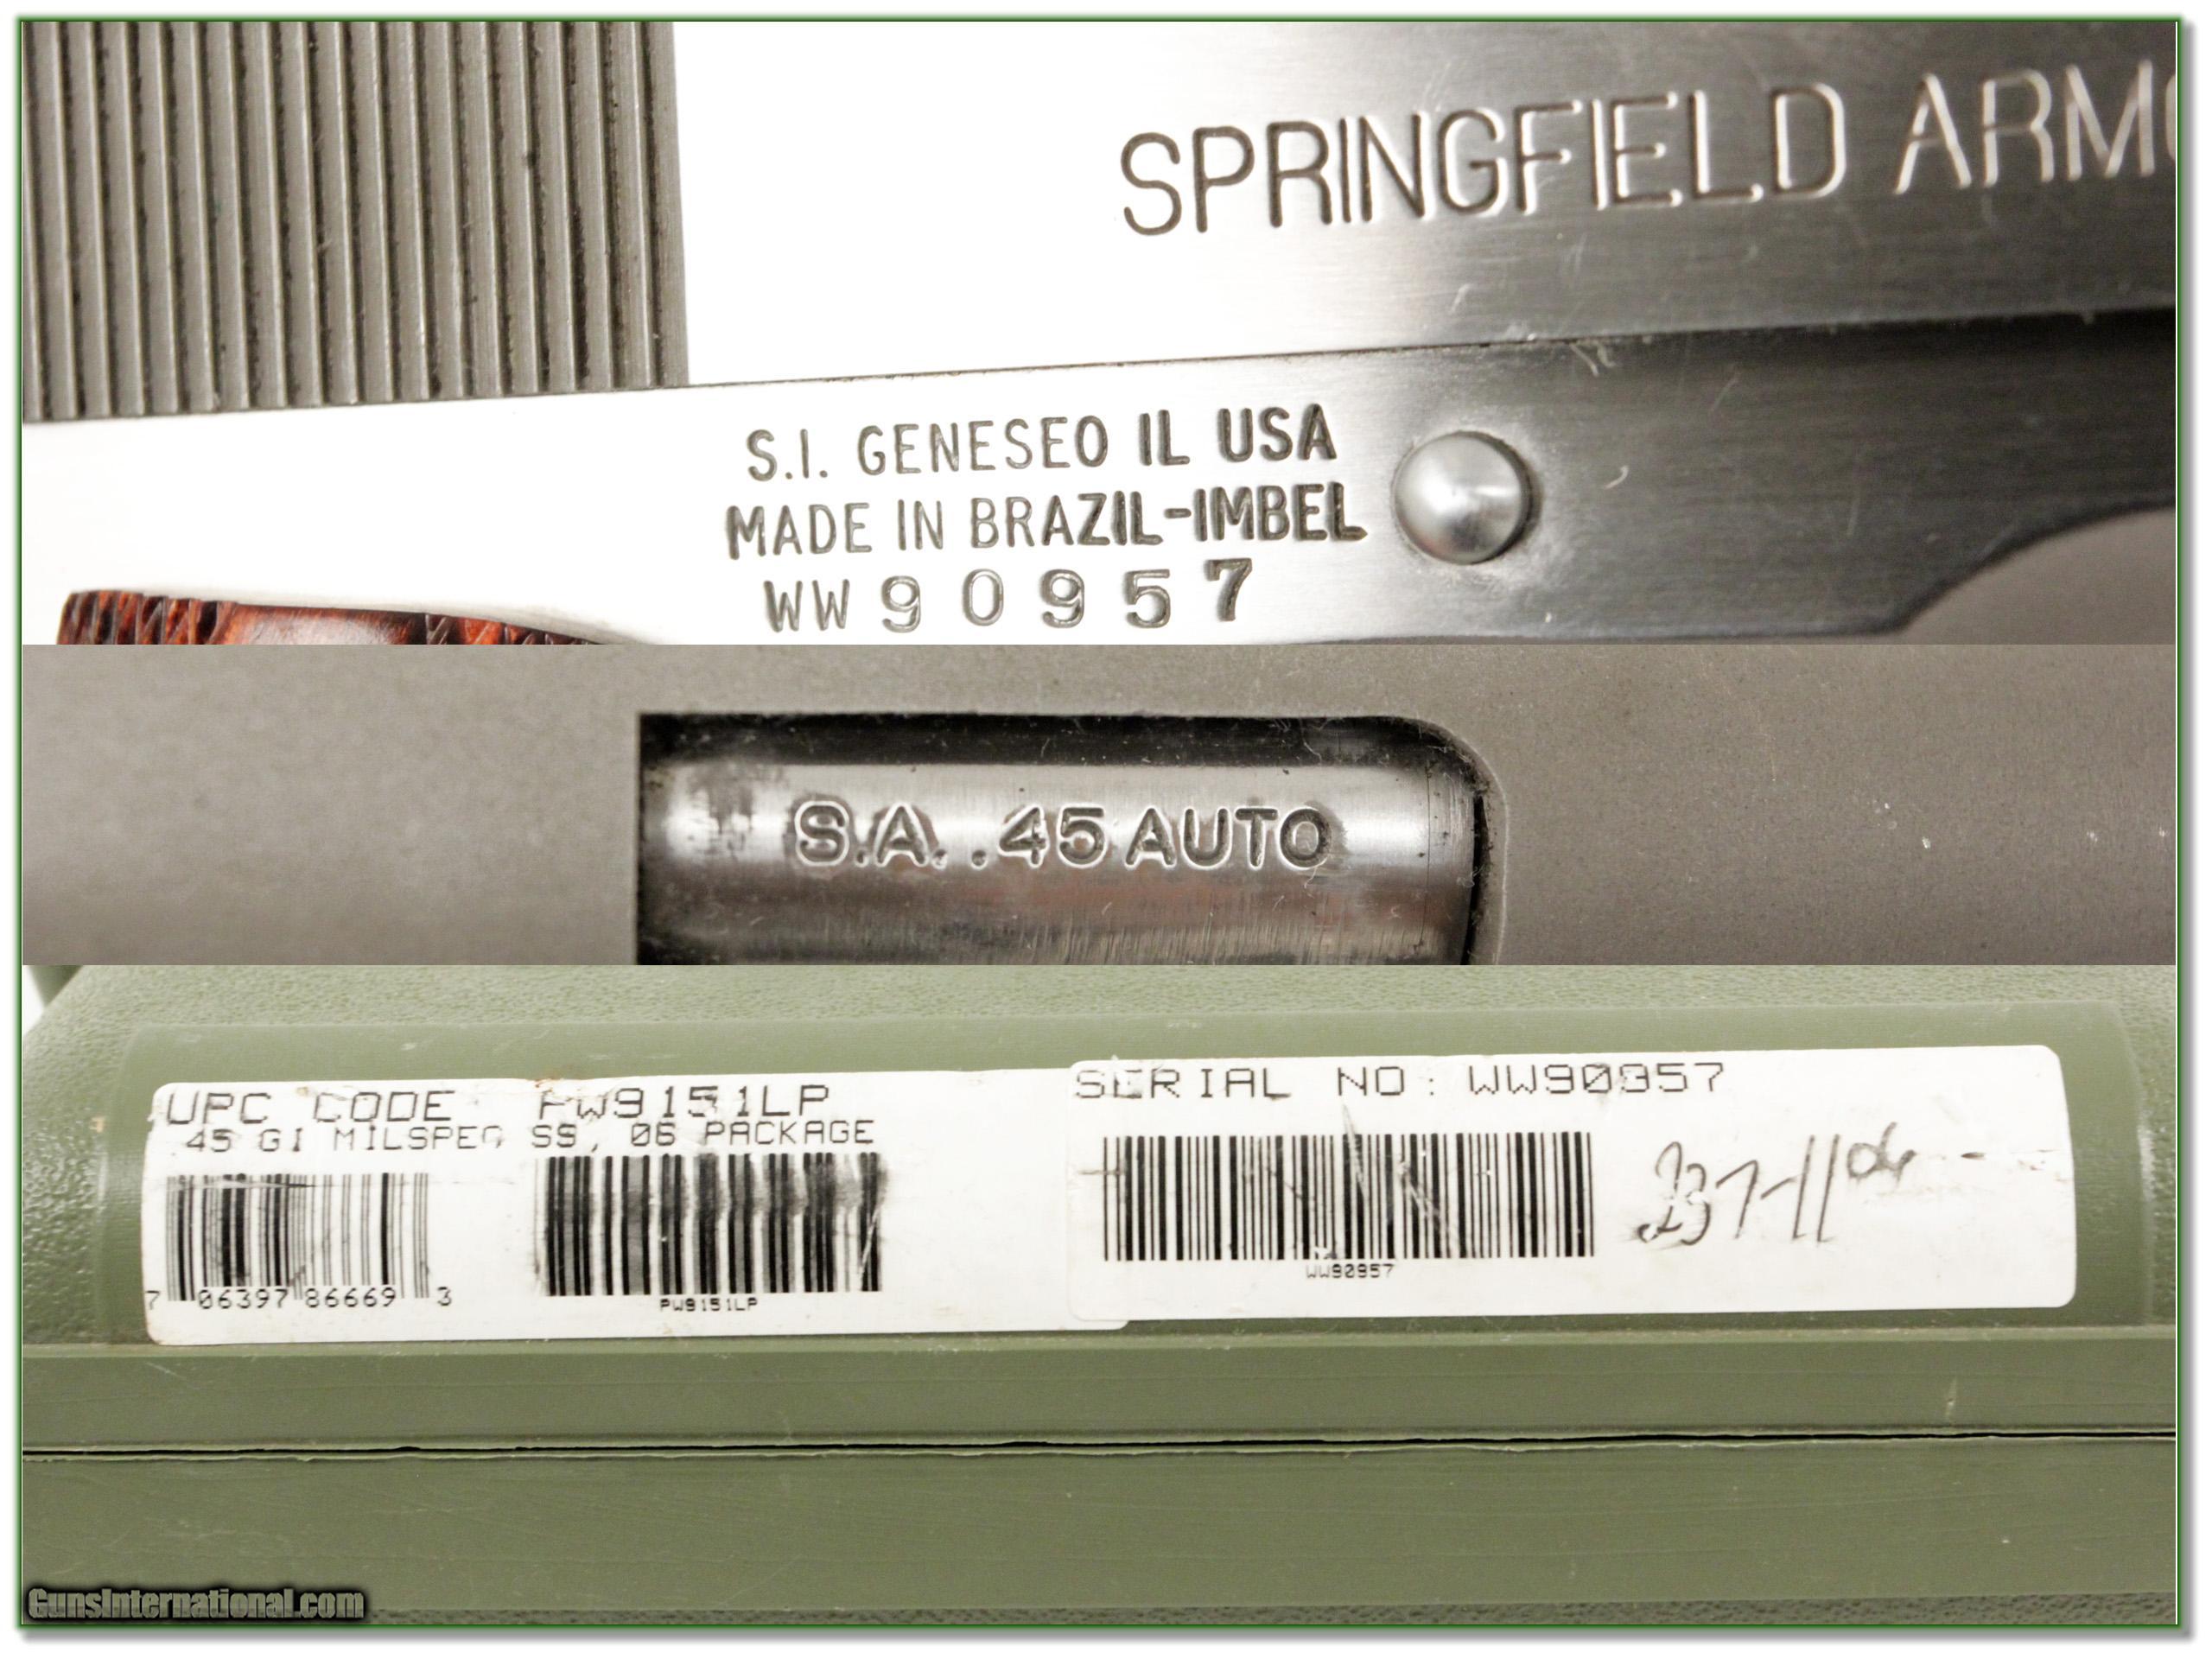 SPRINGFIELD ARMO
S.I. GENESEO IL USA
MADE IN BRAZIL-IMBEL
WW90957
S.A. .45 AUTO
UPC CODE: PW9151LP
.45 GI MILSPEC, SS, 06 PACKAGE
7 06397 86669 3
PW9151LP
SERIAL NO: WW90957
WW90957
GunsInternational.com